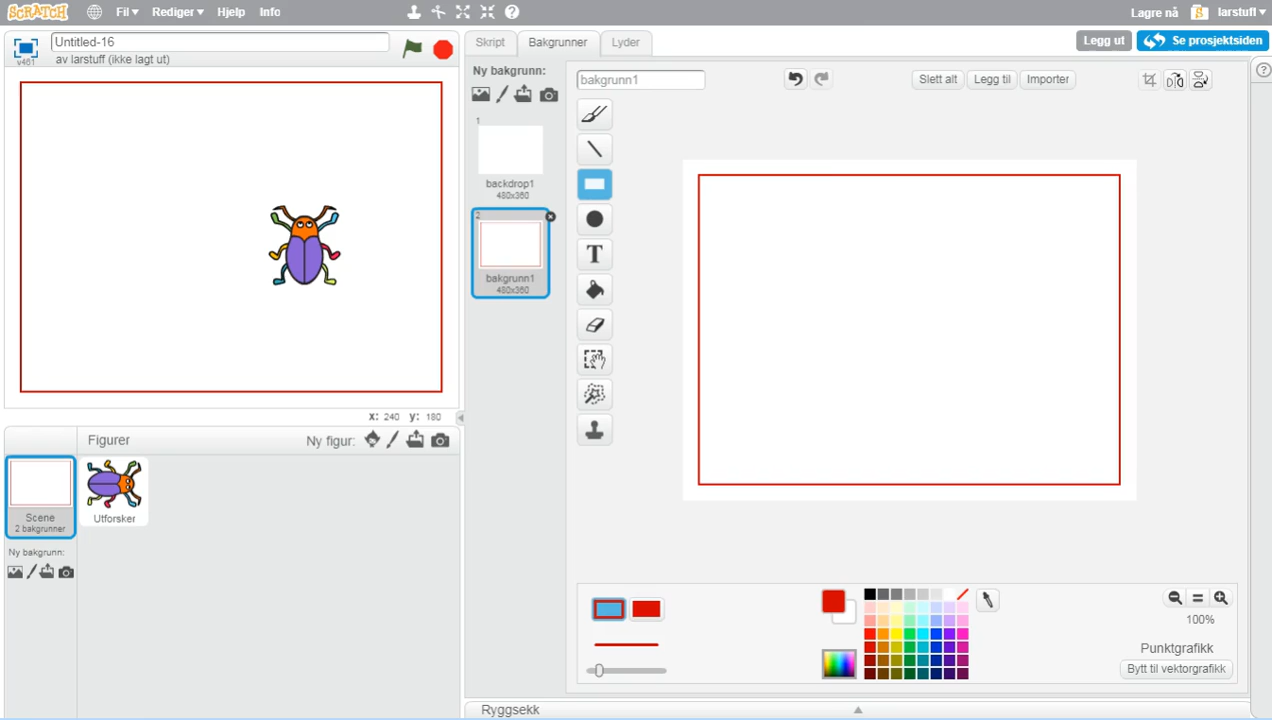 SCRATCH Fil Rediger Hjelp Info Lagre nå larstufl
v461 Untitled-16
av larstuff (ikke lagt ut)
Skript Bakgrunner Lyder Legg ut Se prosjektsiden
Ny bakgrunn:
bakgrunn1 Slett alt Legg til Importer
1
backdrop1
480x360
2
bakgrunn1
480x360
T
x: 240 y: 180
Figurer Ny figur:
Scene
2 bakgrunner
Utforsker
Ny bakgrunn:
100%
Punktgrafikk
Bytt til vektorgrafikk
Ryggsekk